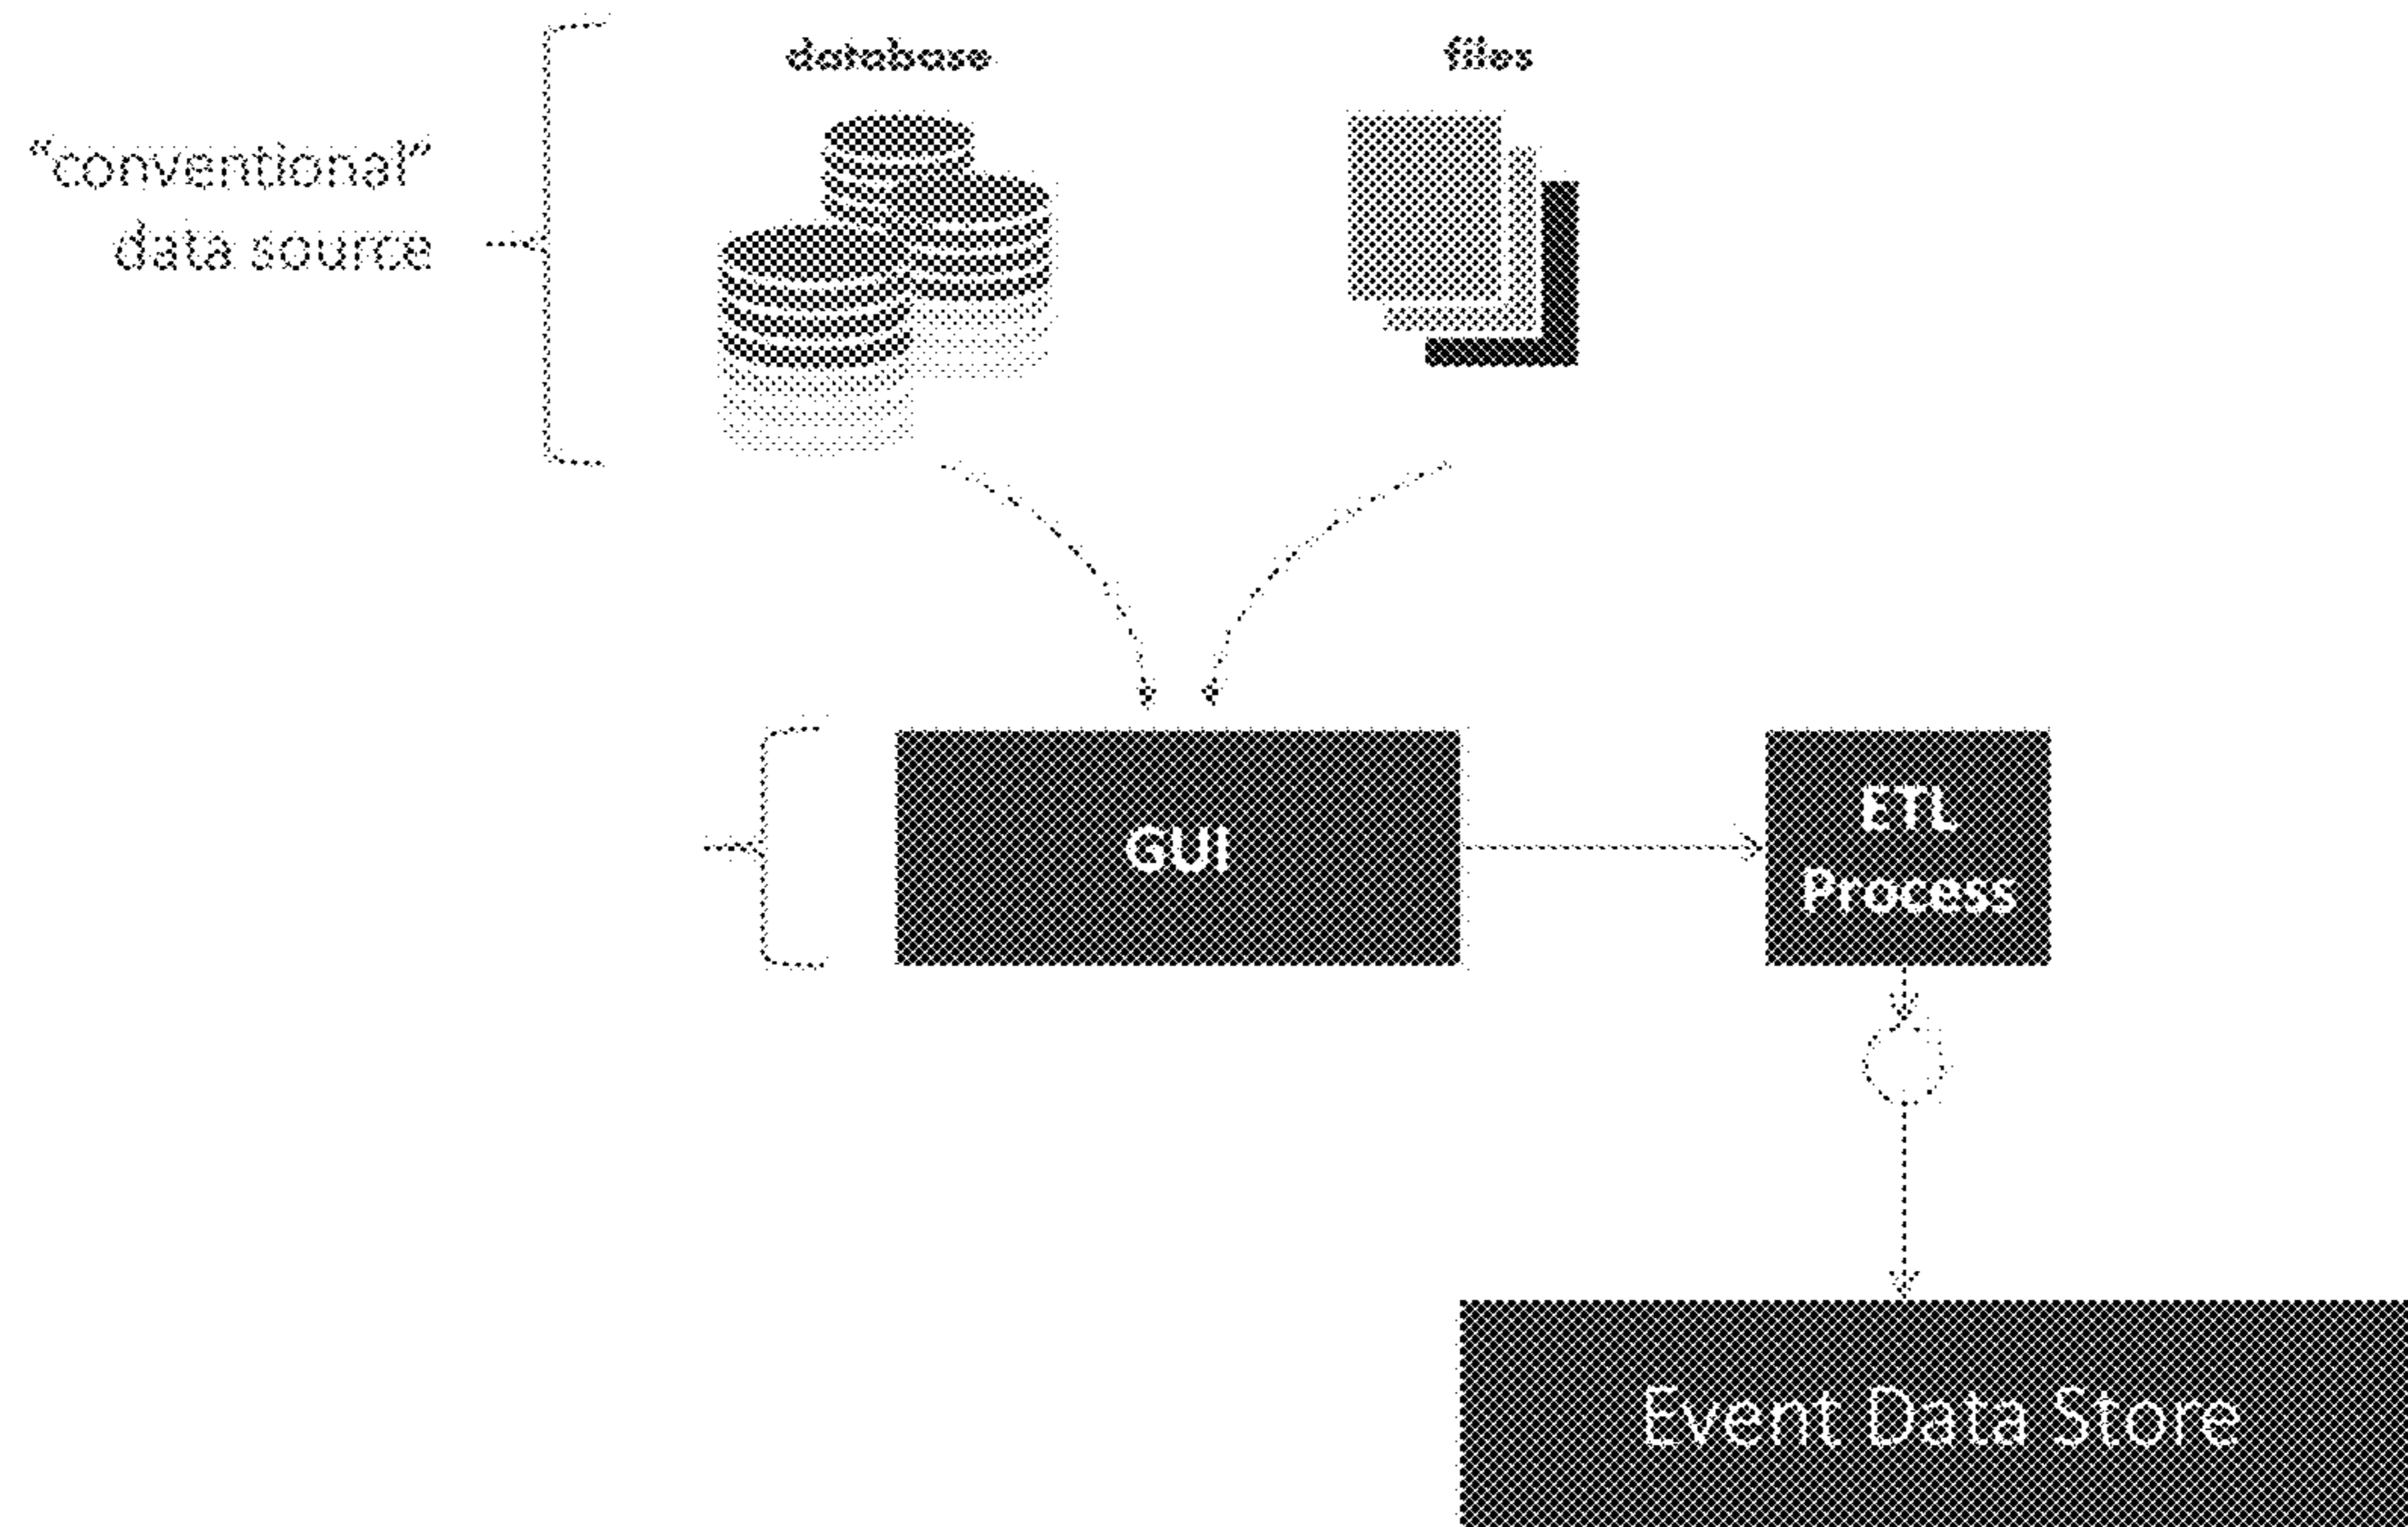 database
files
“conventional”
data source
GUI
ETL
Process
Event Data Store